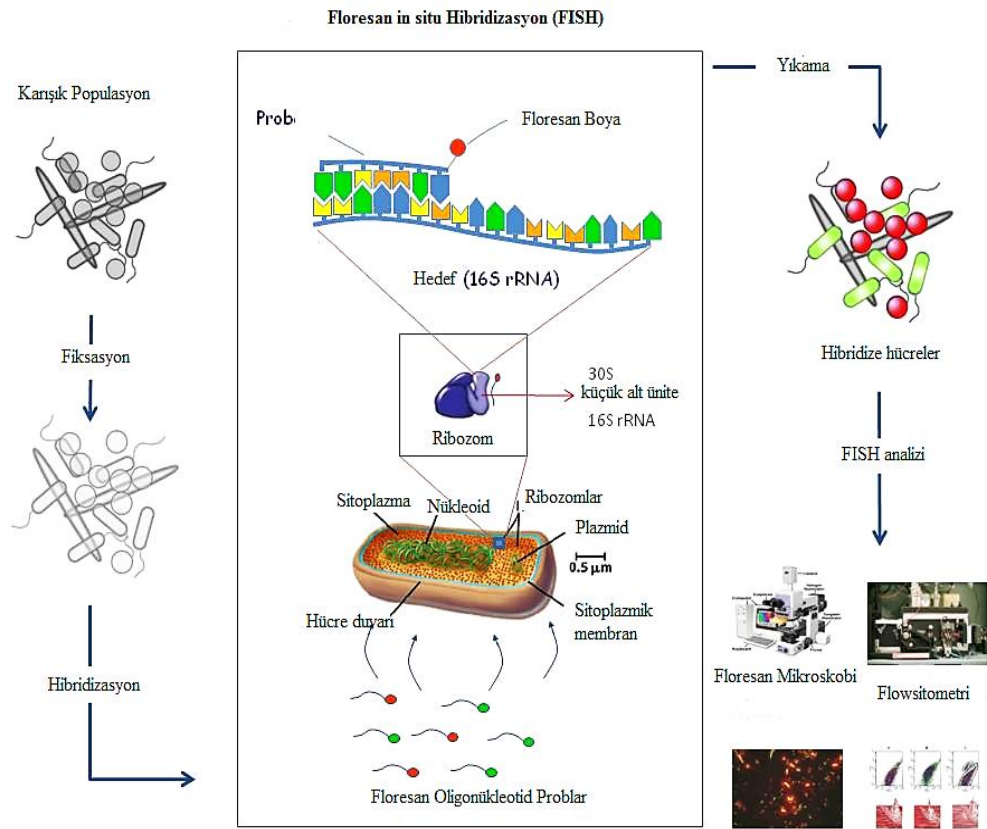 Floresan in situ Hibridizasyon (FISH)
Karışık Populasyon
Fiksasyon
Hibridizasyon
Probe
Floresan Boya
Hedef (16S rRNA)
Ribozom
30S
küçük alt ünite
16S rRNA
Sitoplazma
Nükleoid
Ribozomlar
Plazmid
0.5 µm
Hücre duvarı
Sitoplazmik
membran
Floresan Oligonükleotid Problar
Yıkama
Hibridize hücreler
FISH analizi
Floresan Mikroskobi
Flowsitometri